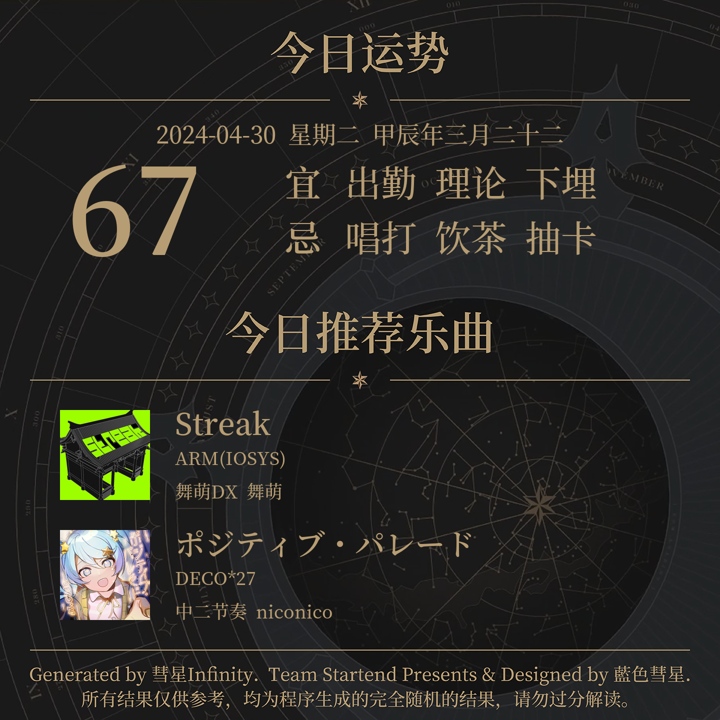 今日运势
2024-04-30 星期二 甲辰年三月二十二
67
宜 出勤 理论 下埋
忌 唱打 饮茶 抽卡
今日推荐乐曲
Streak
ARM(IOSYS)
舞萌DX 舞萌
ポジティブ・パレード
DECO*27
中二节奏 niconico
Generated by 彗星Infinity. Team Startend Presents & Designed by 藍色彗星.
所有结果仅供参考，均为程序生成的完全随机的结果，请勿过分解读。
SEPTEMBER